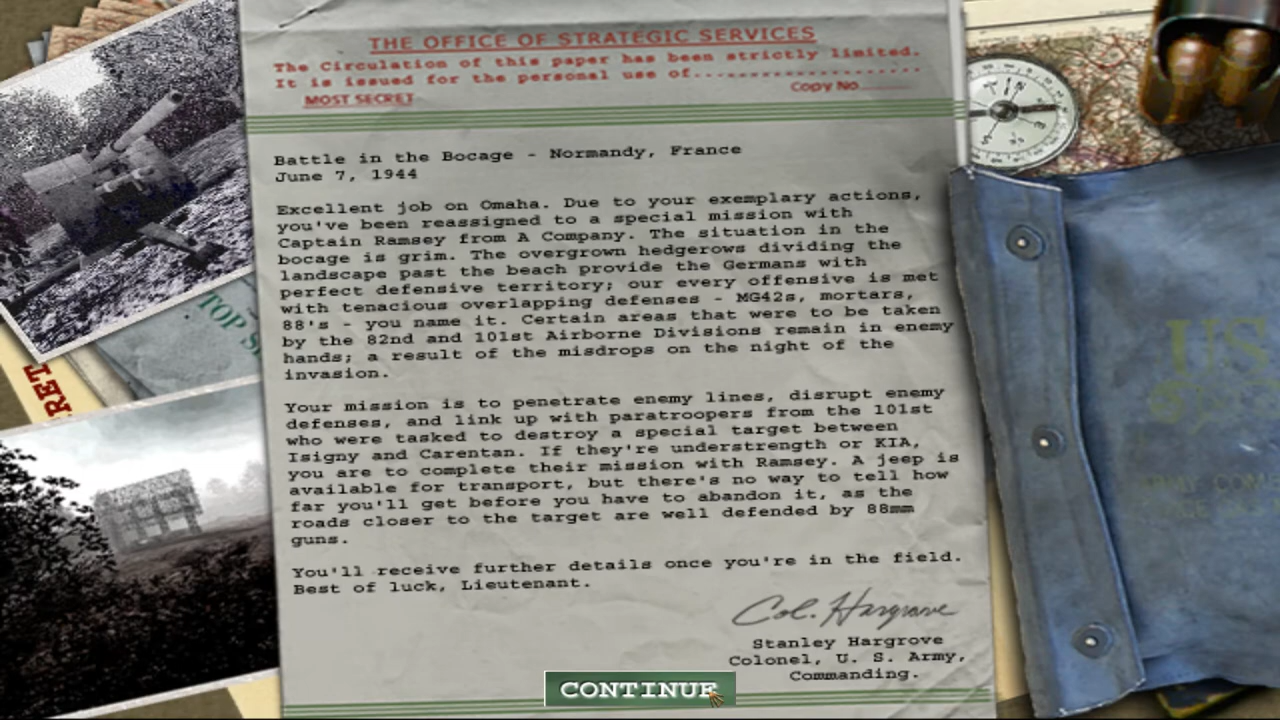 THE OFFICE OF STRATEGIC SERVICES
The Circulation of this paper has been strictly limited.
It is issued for the personal use of...................
MOST SECRET
Copy No.........
Battle in the Bocage - Normandy, France
June 7, 1944
Excellent job on Omaha. Due to your exemplary actions,
you've been reassigned to a special mission with
Captain Ramsey from A Company. The situation in the
bocage is grim. The overgrown hedgerows dividing the
landscape past the beach provide the Germans with
perfect defensive territory; our every offensive is met
with tenacious overlapping defenses - MG42s, mortars,
88's - you name it. Certain areas that were to be taken
by the 82nd and 101st Airborne Divisions remain in enemy
hands; a result of the misdrops on the night of the
invasion.
Your mission is to penetrate enemy lines, disrupt enemy
defenses, and link up with paratroopers from the 101st
who were tasked to destroy a special target between
Isigny and Carentan. If they're understrength or KIA,
you are to complete their mission with Ramsey. A jeep is
available for transport, but there's no way to tell how
far you'll get before you have to abandon it, as the
roads closer to the target are well defended by 88mm
guns.
You'll receive further details once you're in the field.
Best of luck, Lieutenant.
Col. Hargrave
Stanley Hargrove
Colonel, U. S. Army,
Commanding.
CONTINUE
TOP S
RET
US